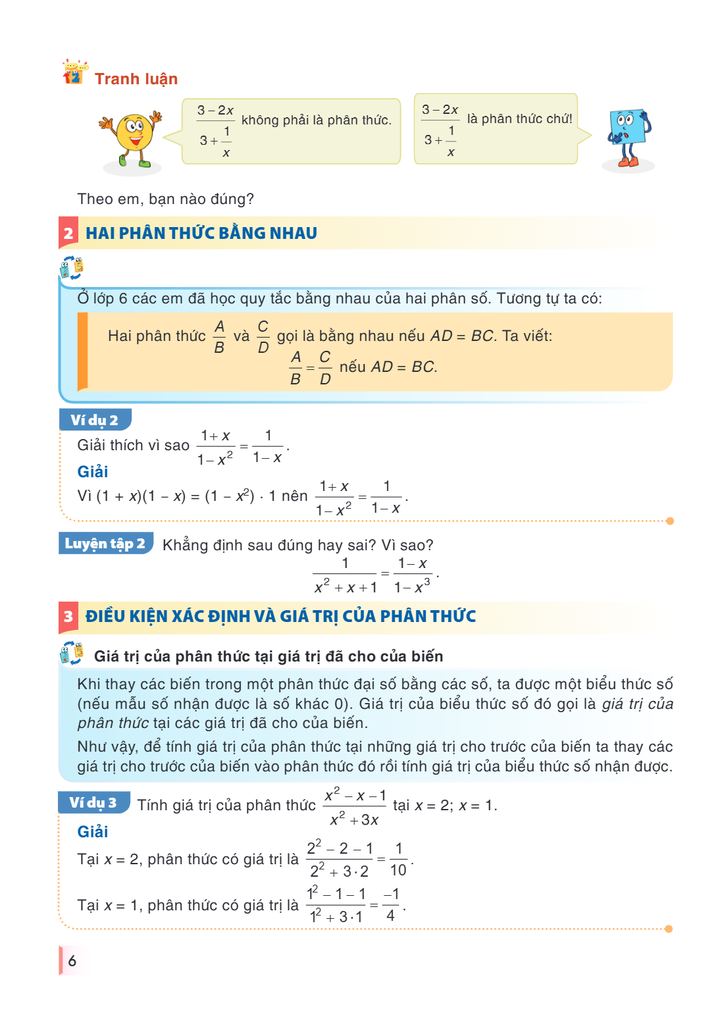 Tranh luận
(3 – 2x)/(3 + 1/x) không phải là phân thức.
(3 – 2x)/(3 + 1/x) là phân thức chứ!
Theo em, bạn nào đúng?
2 HAI PHÂN THỨC BẰNG NHAU
Ở lớp 6 các em đã học quy tắc bằng nhau của hai phân số. Tương tự ta có:
Hai phân thức A/B và C/D gọi là bằng nhau nếu AD = BC. Ta viết:
A/B = C/D nếu AD = BC.
Ví dụ 2
Giải thích vì sao (1 + x)/(1 – x²) = 1/(1 – x).
Giải
Vì (1 + x)(1 – x) = (1 – x²) · 1 nên (1 + x)/(1 – x²) = 1/(1 – x).
Luyện tập 2 Khẳng định sau đúng hay sai? Vì sao?
1/(x² + x + 1) = (1 – x)/(1 – x³).
3 ĐIỀU KIỆN XÁC ĐỊNH VÀ GIÁ TRỊ CỦA PHÂN THỨC
Giá trị của phân thức tại giá trị đã cho của biến
Khi thay các biến trong một phân thức đại số bằng các số, ta được một biểu thức số
(nếu mẫu số nhận được là số khác 0). Giá trị của biểu thức số đó gọi là giá trị của
phân thức tại các giá trị đã cho của biến.
Như vậy, để tính giá trị của phân thức tại những giá trị cho trước của biến ta thay các
giá trị cho trước của biến vào phân thức đó rồi tính giá trị của biểu thức số nhận được.
Ví dụ 3 Tính giá trị của phân thức (x² – x – 1)/(x² + 3x) tại x = 2; x = 1.
Giải
Tại x = 2, phân thức có giá trị là (2² – 2 – 1)/(2² + 3·2) = 1/10.
Tại x = 1, phân thức có giá trị là (1² – 1 – 1)/(1² + 3·1) = –1/4.
6